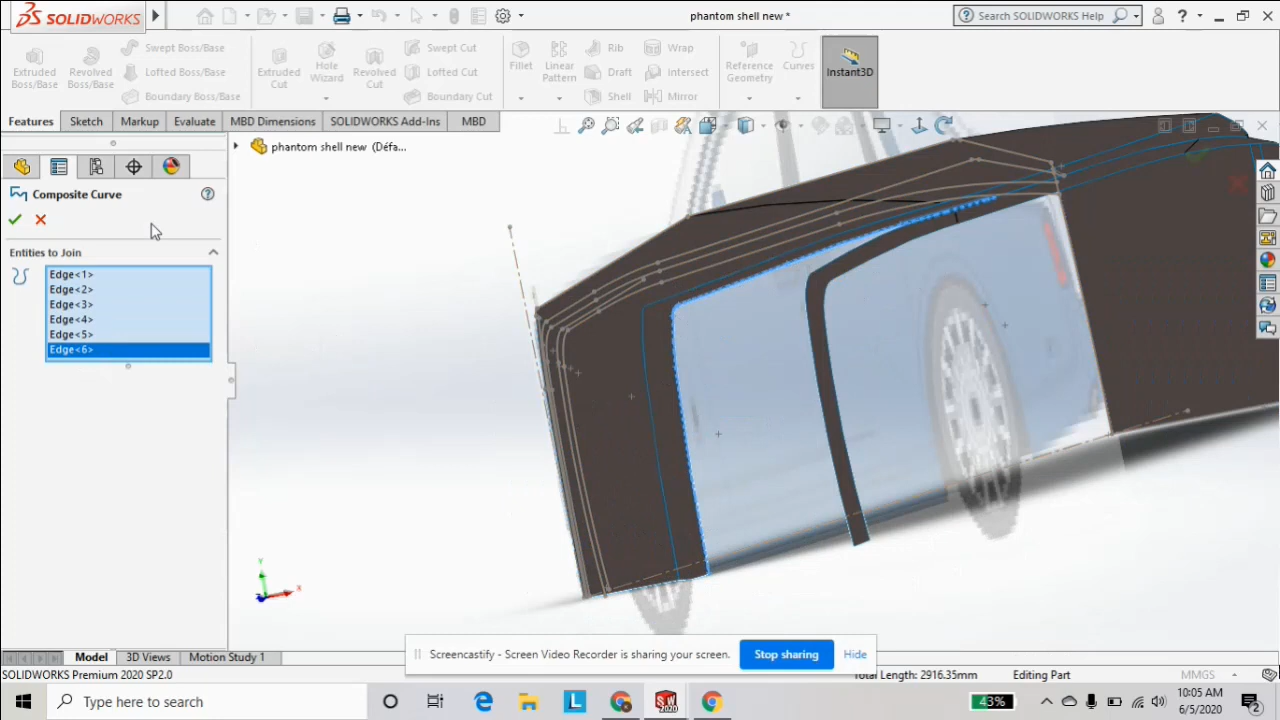 SOLIDWORKS
phantom shell new *
Search SOLIDWORKS Help
Extruded Boss/Base
Revolved Boss/Base
Swept Boss/Base
Lofted Boss/Base
Boundary Boss/Base
Extruded Cut
Hole Wizard
Revolved Cut
Swept Cut
Lofted Cut
Boundary Cut
Fillet
Linear Pattern
Rib
Draft
Shell
Wrap
Intersect
Mirror
Reference Geometry
Curves
Instant3D
Features
Sketch
Markup
Evaluate
MBD Dimensions
SOLIDWORKS Add-Ins
MBD
phantom shell new (Défa...
Composite Curve
Entities to Join
Edge<1>
Edge<2>
Edge<3>
Edge<4>
Edge<5>
Edge<6>
Y
X
Z
Screencastify - Screen Video Recorder is sharing your screen.
Stop sharing
Hide
Model
3D Views
Motion Study 1
SOLIDWORKS Premium 2020 SP2.0
Total Length: 2916.35mm
Editing Part
MMGS
Type here to search
L
SW
2020
43%
10:05 AM
6/5/2020
2